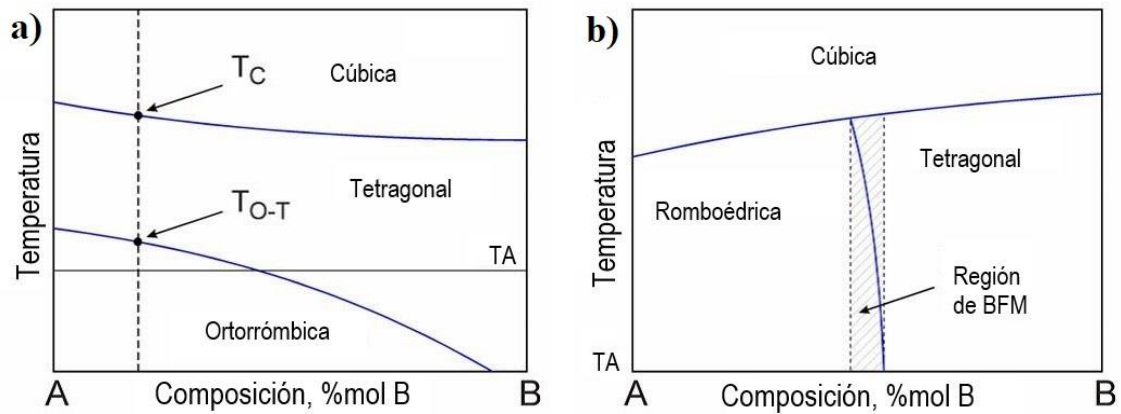 a)
T_C
Cúbica
Tetragonal
T_O-T
TA
Ortorrómbica
Temperatura
A
Composición, %mol B
B
b)
Cúbica
Tetragonal
Romboédrica
Región
de BFM
Temperatura
TA
A
Composición, %mol B
B